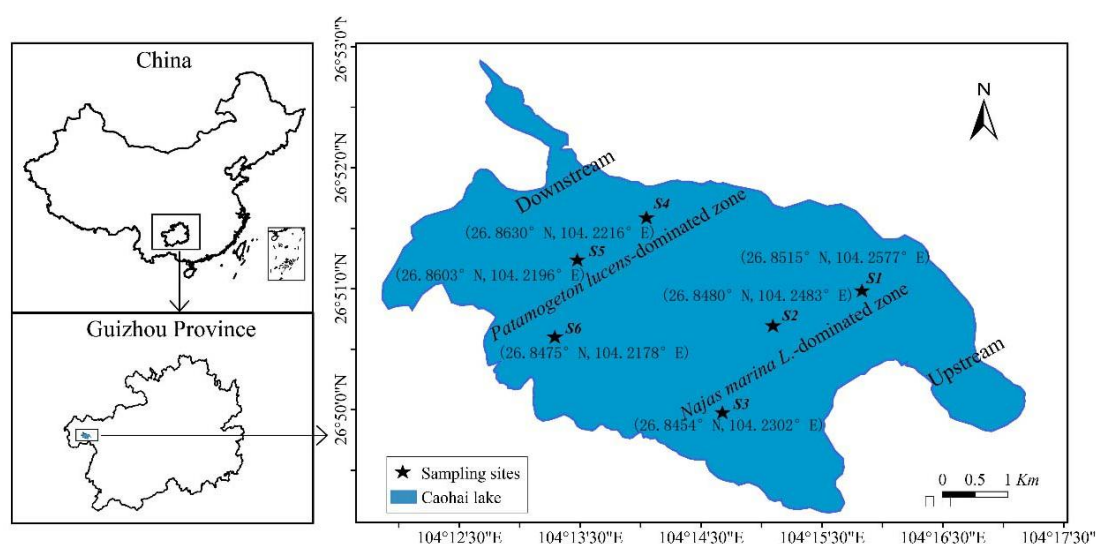 China
Guizhou Province
26°53'0"N
26°52'0"N
26°51'0"N
26°50'0"N
N
Downstream
S4
(26.8630° N, 104.2216° E)
S5
(26.8603° N, 104.2196° E)
Patamogeton lucens-dominated zone
(26.8515° N, 104.2577° E)
S1
(26.8480° N, 104.2483° E)
S2
S6
(26.8475° N, 104.2178° E)
Najas marina L.-dominated zone
Upstream
S3
(26.8454° N, 104.2302° E)
Sampling sites
Caohai lake
0 0.5 1 Km
104°12'30"E 104°13'30"E 104°14'30"E 104°15'30"E 104°16'30"E 104°17'30"E